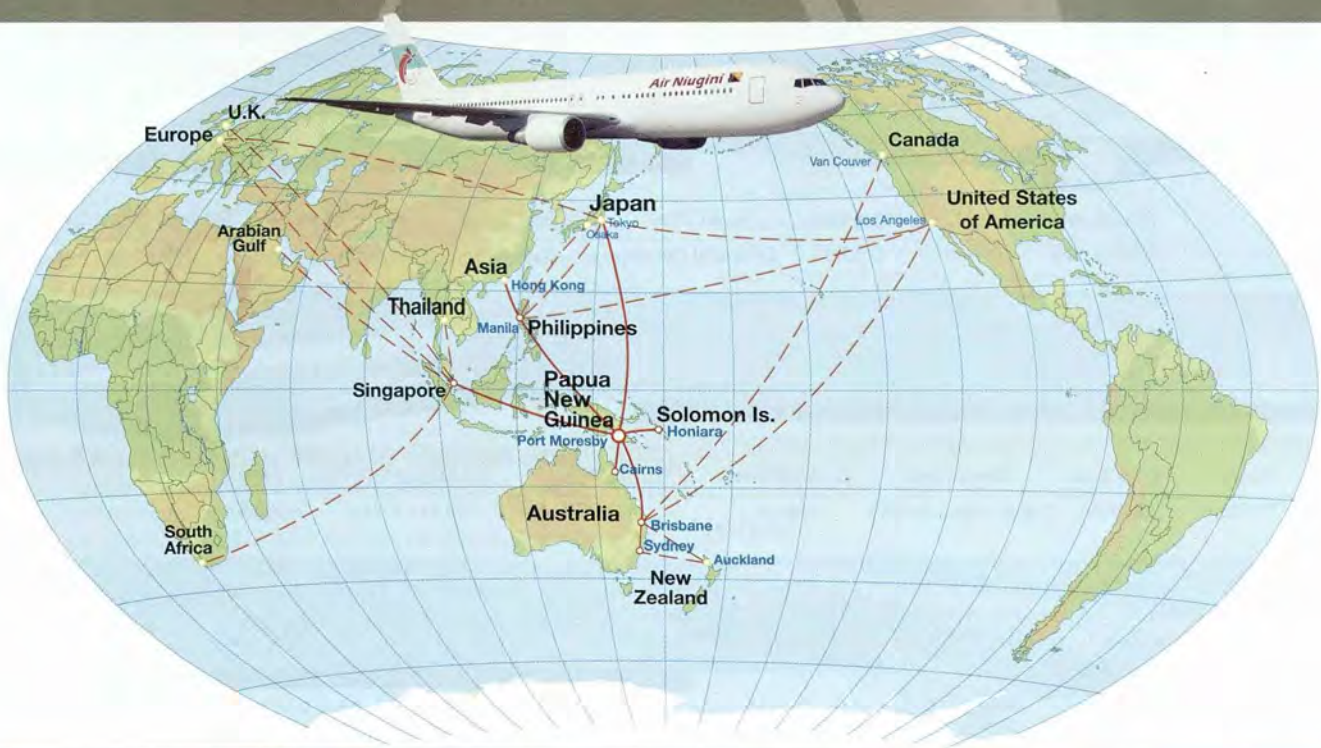 Air Niugini
U.K.
Europe
Canada
Van Couver
United States
of America
Los Angeles
Japan
Tokyo
Osaka
Arabian
Gulf
Asia
Hong Kong
Thailand
Manila
Philippines
Singapore
Papua
New
Guinea
Port Moresby
Solomon Is.
Honiara
Cairns
Australia
Brisbane
Sydney
Auckland
New
Zealand
South
Africa